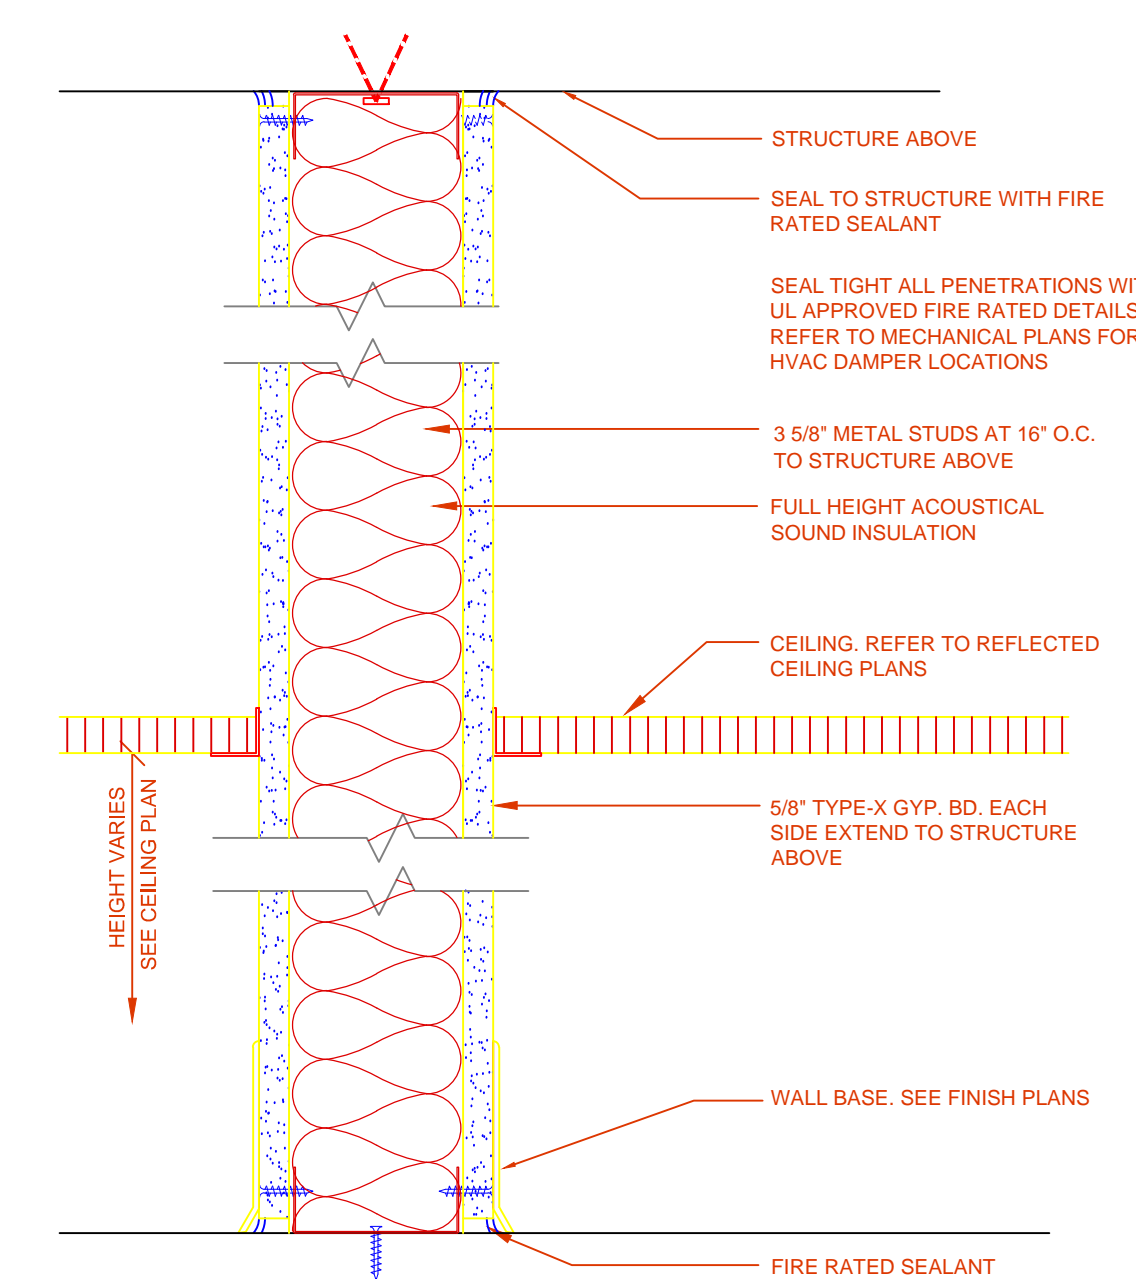 STRUCTURE ABOVE
SEAL TO STRUCTURE WITH FIRE
RATED SEALANT
SEAL TIGHT ALL PENETRATIONS WI
UL APPROVED FIRE RATED DETAILS
REFER TO MECHANICAL PLANS FOR
HVAC DAMPER LOCATIONS
3 5/8" METAL STUDS AT 16" O.C.
TO STRUCTURE ABOVE
FULL HEIGHT ACOUSTICAL
SOUND INSULATION
CEILING. REFER TO REFLECTED
CEILING PLANS
HEIGHT VARIES
SEE CEILING PLAN
5/8" TYPE-X GYP. BD. EACH
SIDE EXTEND TO STRUCTURE
ABOVE
WALL BASE. SEE FINISH PLANS
FIRE RATED SEALANT